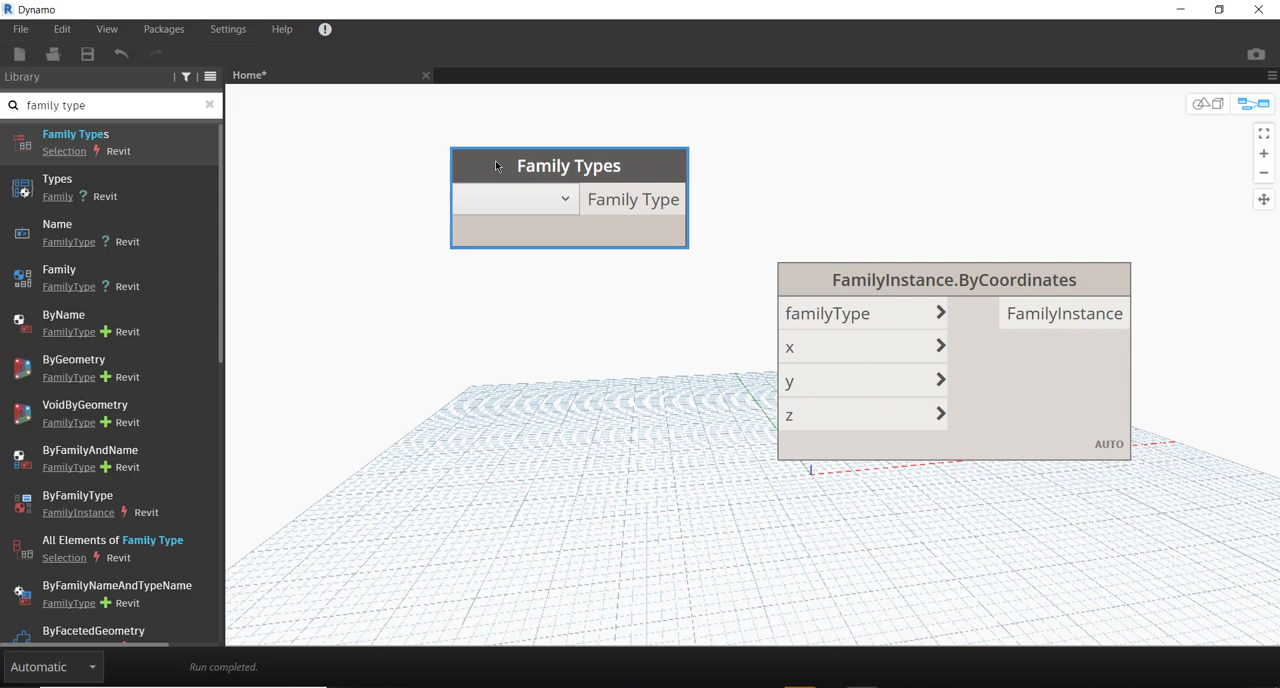 Dynamo
File Edit View Packages Settings Help
Library
Home*
family type
Family Types
Selection Revit
Types
Family ? Revit
Name
FamilyType ? Revit
Family
FamilyType ? Revit
ByName
FamilyType Revit
ByGeometry
FamilyType Revit
VoidByGeometry
FamilyType Revit
ByFamilyAndName
FamilyType Revit
ByFamilyType
FamilyInstance Revit
All Elements of Family Type
Selection Revit
ByFamilyNameAndTypeName
FamilyType Revit
ByFacetedGeometry
Family Types
Family Type
FamilyInstance.ByCoordinates
familyType
FamilyInstance
x
y
z
AUTO
Automatic
Run completed.